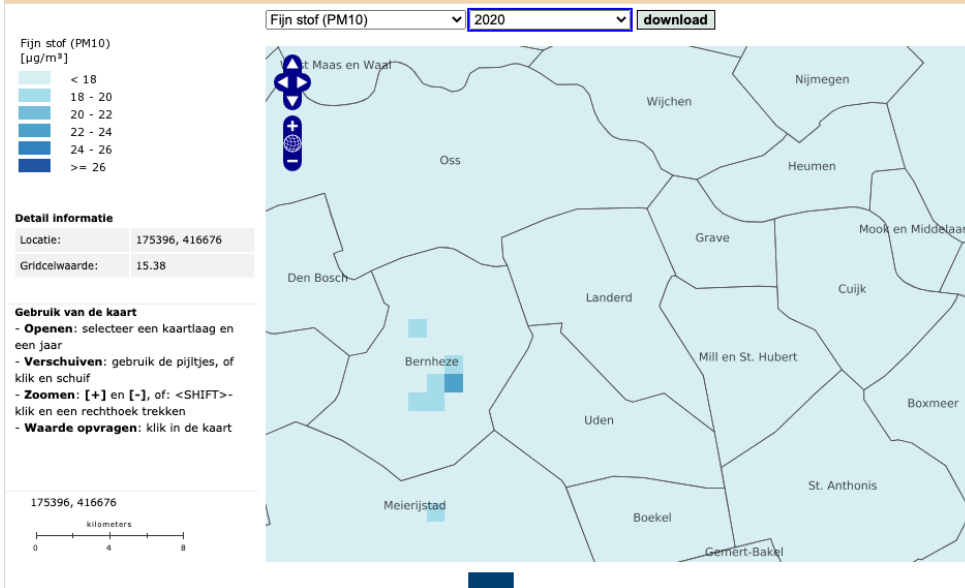 Fijn stof (PM10)
2020
download
Fijn stof (PM10)
[µg/m³]
< 18
18 - 20
20 - 22
22 - 24
24 - 26
>= 26
Detail informatie
Locatie: 175396, 416676
Gridcelwaarde: 15.38
Gebruik van de kaart
- Openen: selecteer een kaartlaag en
een jaar
- Verschuiven: gebruik de pijltjes, of
klik en schuif
- Zoomen: [+] en [-], of: <SHIFT>-
klik en een rechthoek trekken
- Waarde opvragen: klik in de kaart
175396, 416676
kilometers
0 4 8
st Maas en Waal
Nijmegen
Wijchen
Oss
Heumen
Mook en Middelaar
Grave
Den Bosch
Cuijk
Landerd
Mill en St. Hubert
Bernheze
Boxmeer
Uden
St. Anthonis
Meierijstad
Boekel
Gemert-Bakel